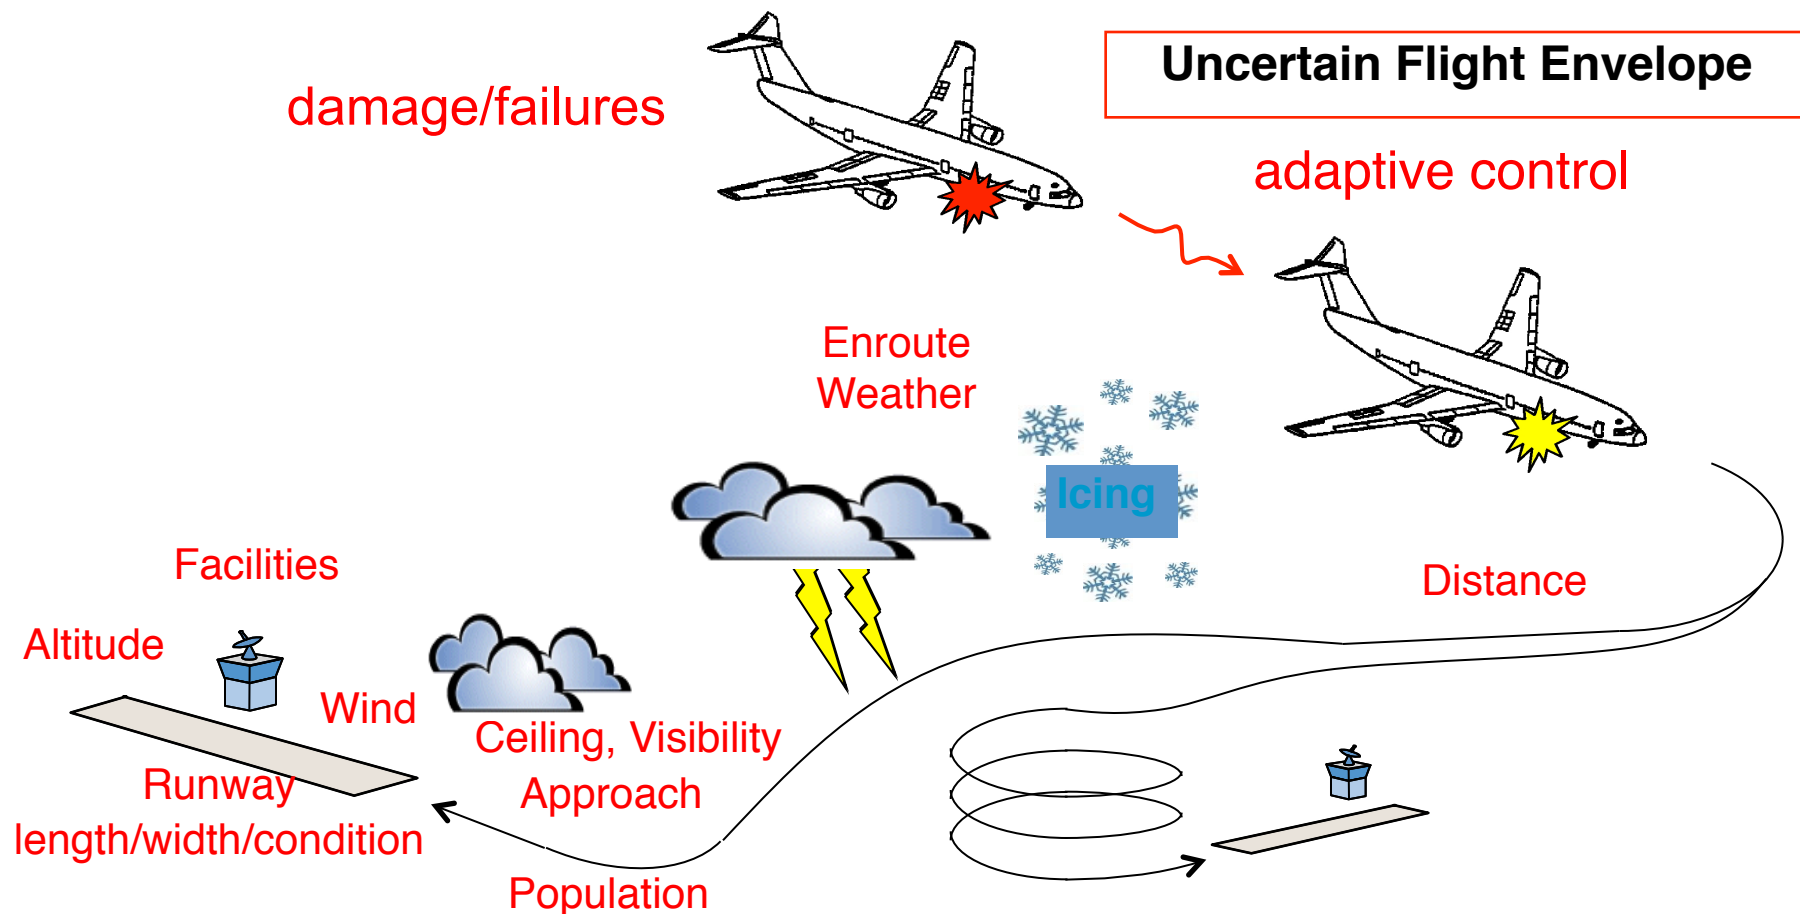 Uncertain Flight Envelope
damage/failures
adaptive control
Enroute
Weather
Icing
Facilities
Distance
Altitude
Wind
Ceiling, Visibility
Approach
Runway
length/width/condition
Population